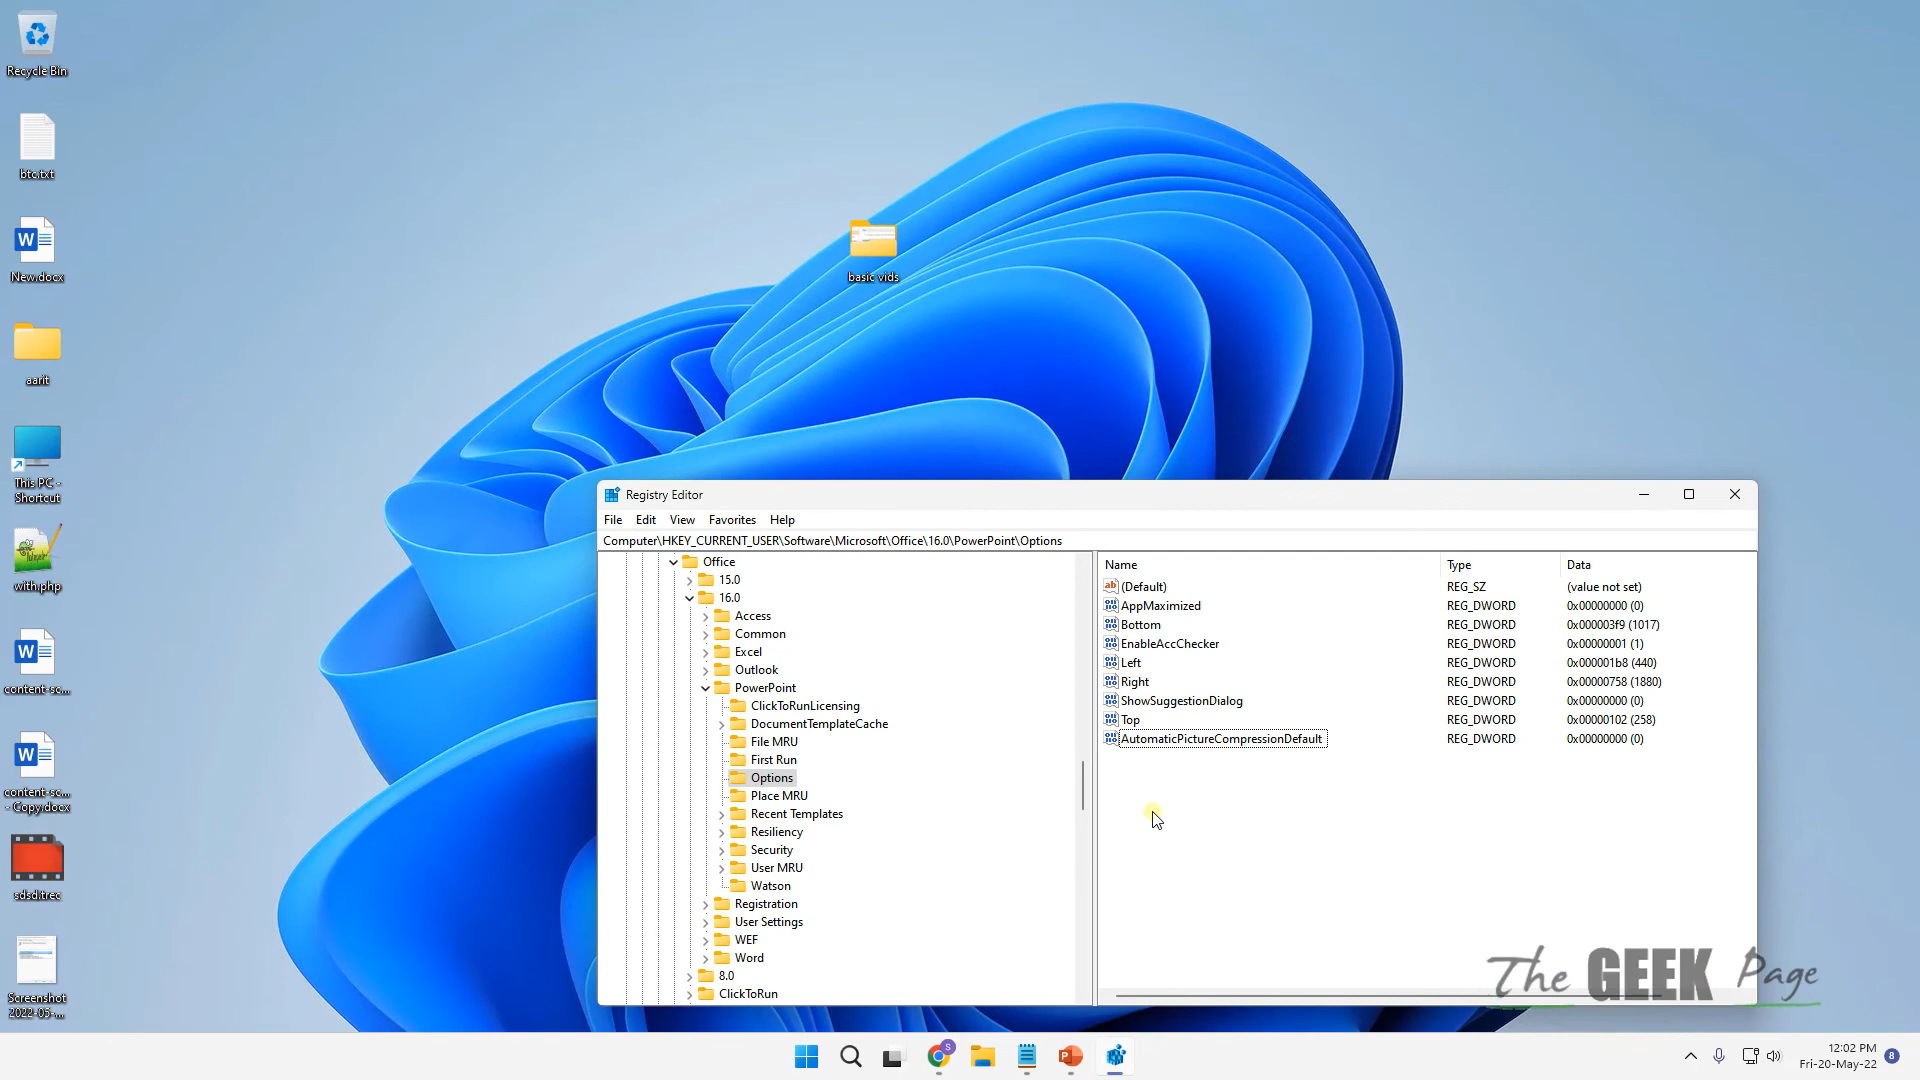 Recycle Bin
btc.txt
New.docx
aarit
This PC -
Shortcut
with.php
content-sc...
content-sc...
- Copy.docx
sdsd.trec
Screenshot
2022-05-...
basic vids
Registry Editor
File Edit View Favorites Help
Computer\HKEY_CURRENT_USER\Software\Microsoft\Office\16.0\PowerPoint\Options
Office
15.0
16.0
Access
Common
Excel
Outlook
PowerPoint
ClickToRunLicensing
DocumentTemplateCache
File MRU
First Run
Options
Place MRU
Recent Templates
Resiliency
Security
User MRU
Watson
Registration
User Settings
WEF
Word
8.0
ClickToRun
Name Type Data
(Default) REG_SZ (value not set)
AppMaximized REG_DWORD 0x00000000 (0)
Bottom REG_DWORD 0x000003f9 (1017)
EnableAccChecker REG_DWORD 0x00000001 (1)
Left REG_DWORD 0x000001b8 (440)
Right REG_DWORD 0x00000758 (1880)
ShowSuggestionDialog REG_DWORD 0x00000000 (0)
Top REG_DWORD 0x00000102 (258)
AutomaticPictureCompressionDefault REG_DWORD 0x00000000 (0)
The GEEK Page
12:02 PM
Fri-20-May-22
8
S